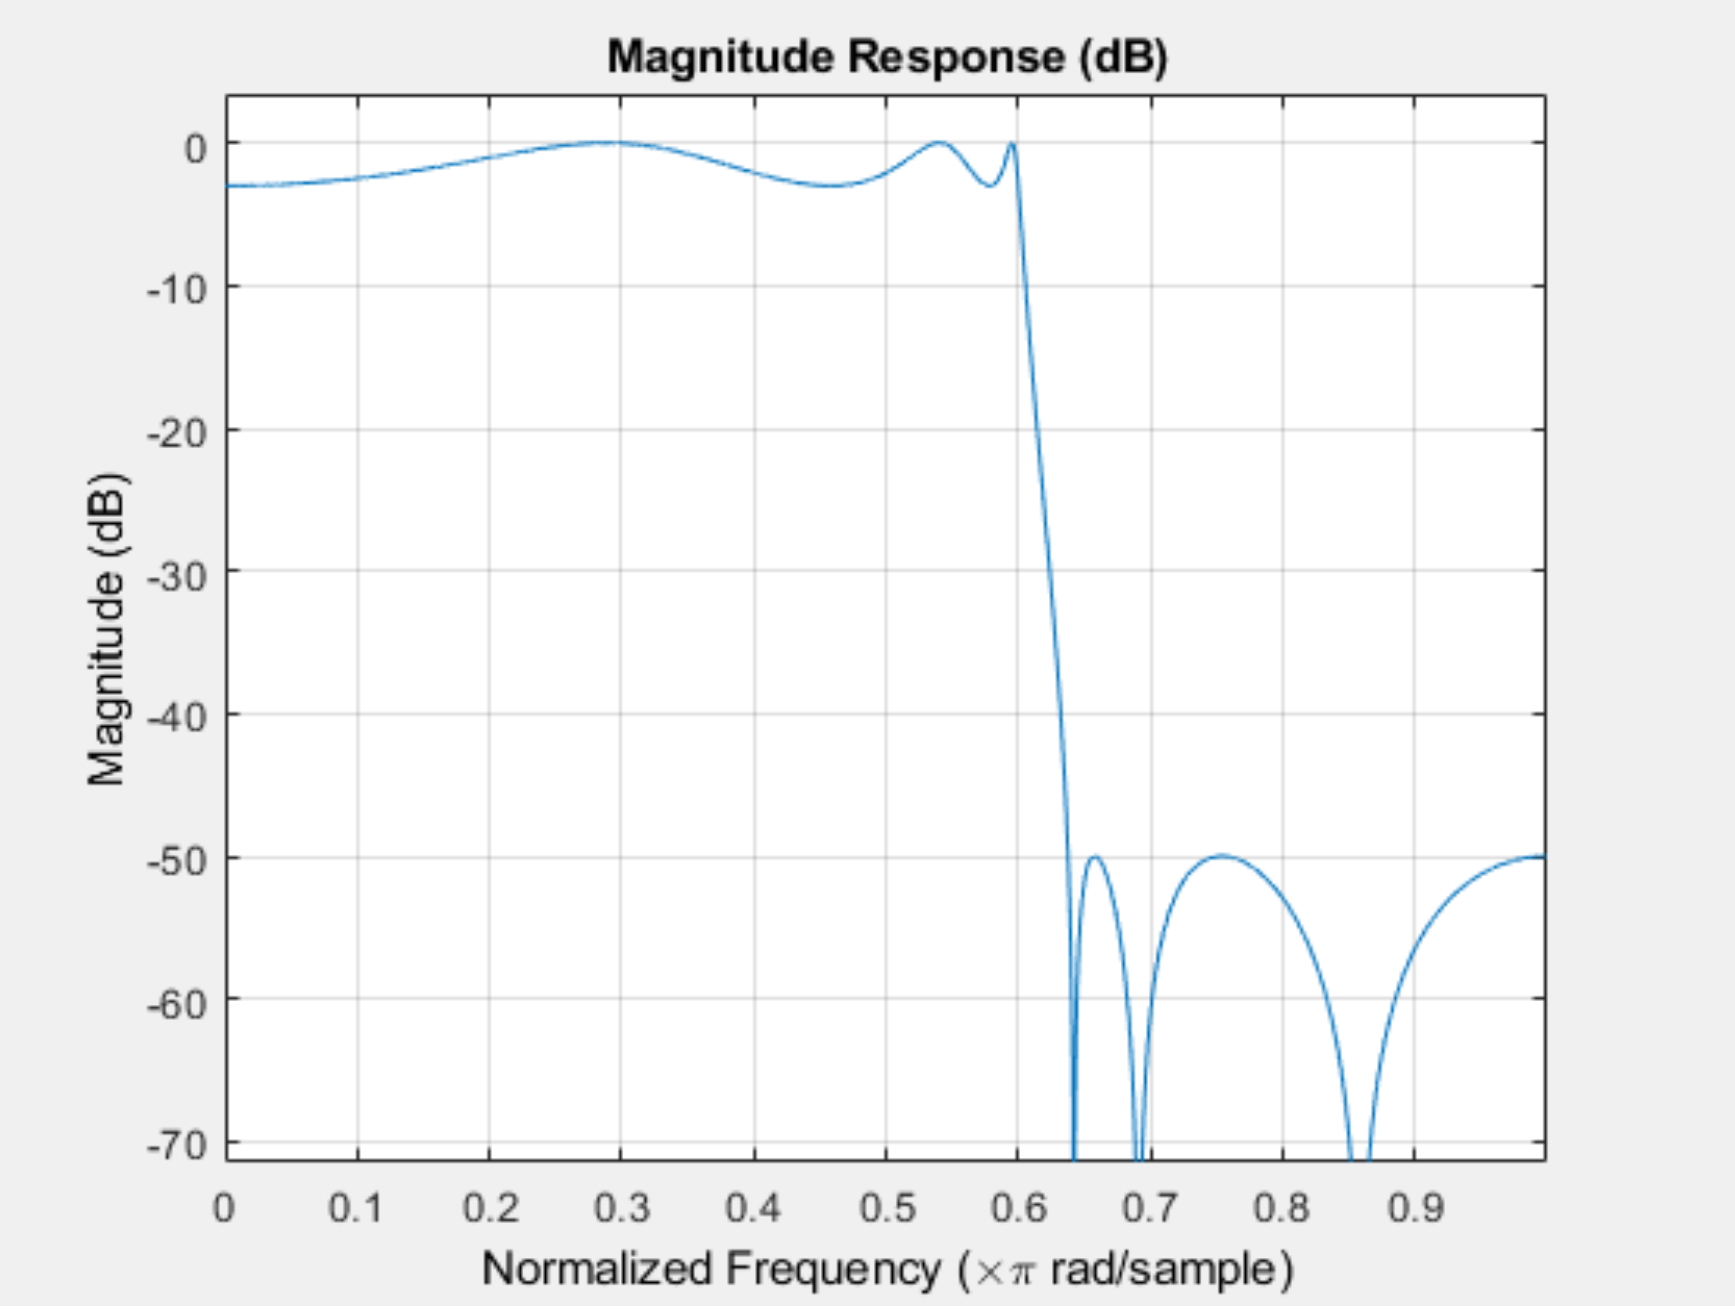 Magnitude Response (dB)
0
-10
-20
-30
-40
-50
-60
-70
Magnitude (dB)
0 0.1 0.2 0.3 0.4 0.5 0.6 0.7 0.8 0.9
Normalized Frequency (×π rad/sample)